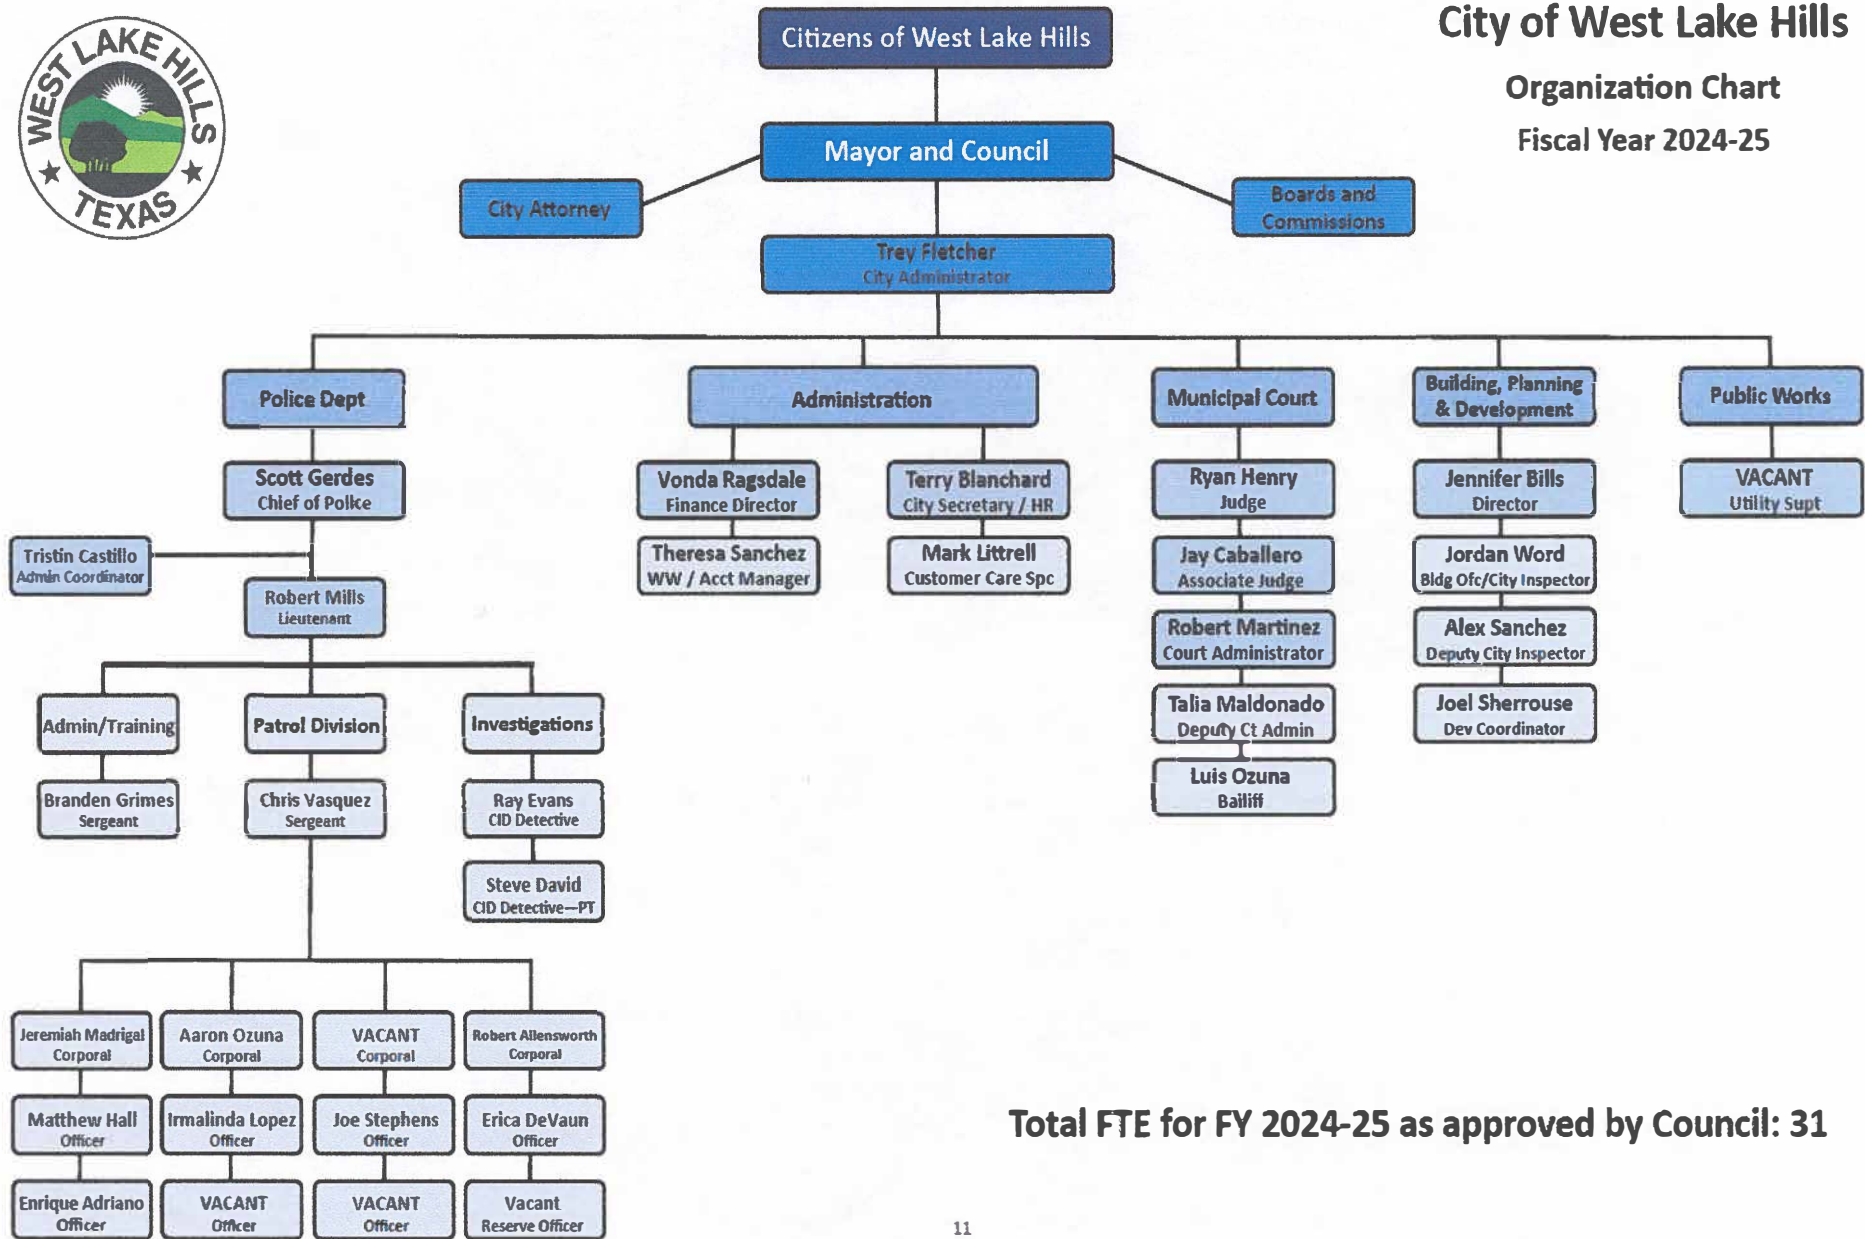 WEST LAKE HILLS
TEXAS
City of West Lake Hills
Organization Chart
Fiscal Year 2024-25
Citizens of West Lake Hills
Mayor and Council
City Attorney
Boards and
Commissions
Trey Fletcher
City Administrator
Police Dept
Administration
Municipal Court
Building, Planning
& Development
Public Works
Scott Gerdes
Chief of Police
Tristin Castillo
Admin Coordinator
Robert Mills
Lieutenant
Admin/Training
Patrol Division
Investigations
Branden Grimes
Sergeant
Chris Vasquez
Sergeant
Ray Evans
CID Detective
Steve David
CID Detective—PT
Jeremiah Madrigal
Corporal
Aaron Ozuna
Corporal
VACANT
Corporal
Robert Allensworth
Corporal
Matthew Hall
Officer
Irmalinda Lopez
Officer
Joe Stephens
Officer
Erica DeVaun
Officer
Enrique Adriano
Officer
VACANT
Officer
VACANT
Officer
Vacant
Reserve Officer
Vonda Ragsdale
Finance Director
Theresa Sanchez
WW / Acct Manager
Terry Blanchard
City Secretary / HR
Mark Littrell
Customer Care Spc
Ryan Henry
Judge
Jay Caballero
Associate Judge
Robert Martinez
Court Administrator
Talia Maldonado
Deputy Ct Admin
Luis Ozuna
Bailiff
Jennifer Bills
Director
Jordan Word
Bldg Ofc/City Inspector
Alex Sanchez
Deputy City Inspector
Joel Sherrouse
Dev Coordinator
VACANT
Utility Supt
Total FTE for FY 2024-25 as approved by Council: 31
11